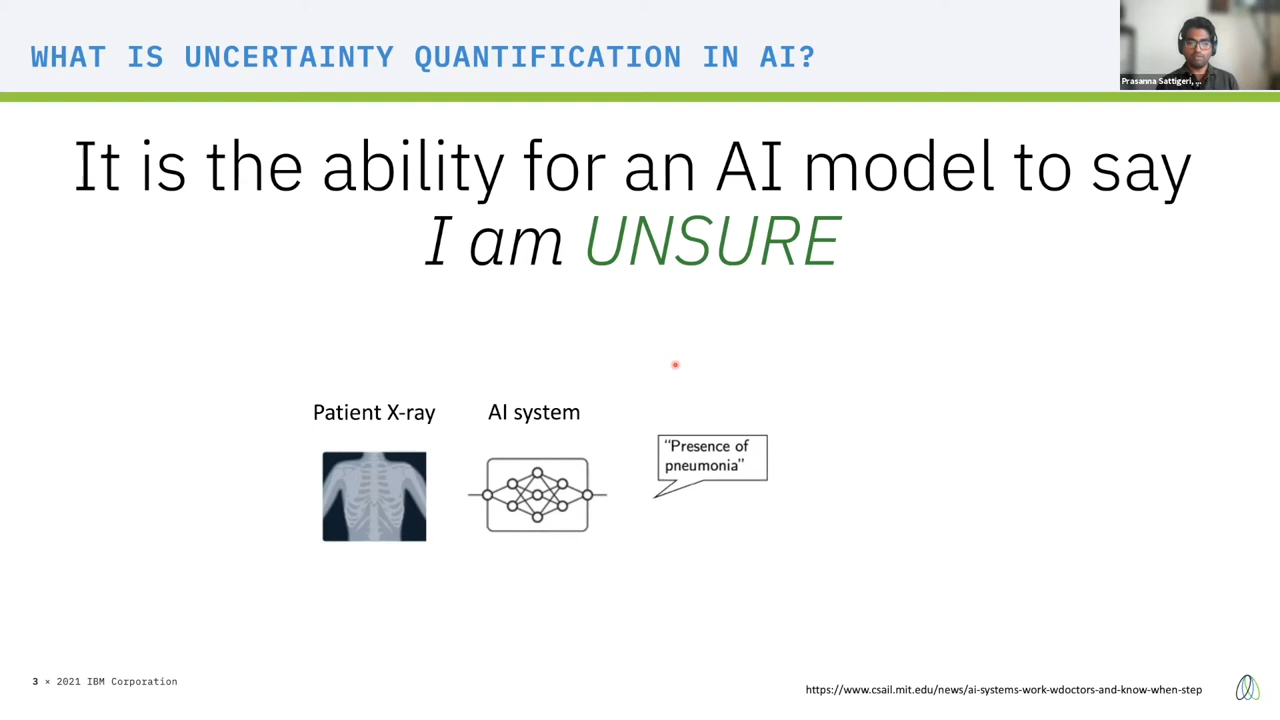 WHAT IS UNCERTAINTY QUANTIFICATION IN AI?
Prasanna Sattigeri, ...
It is the ability for an AI model to say
I am UNSURE
Patient X-ray
AI system
“Presence of
pneumonia”
3 × 2021 IBM Corporation
https://www.csail.mit.edu/news/ai-systems-work-wdoctors-and-know-when-step